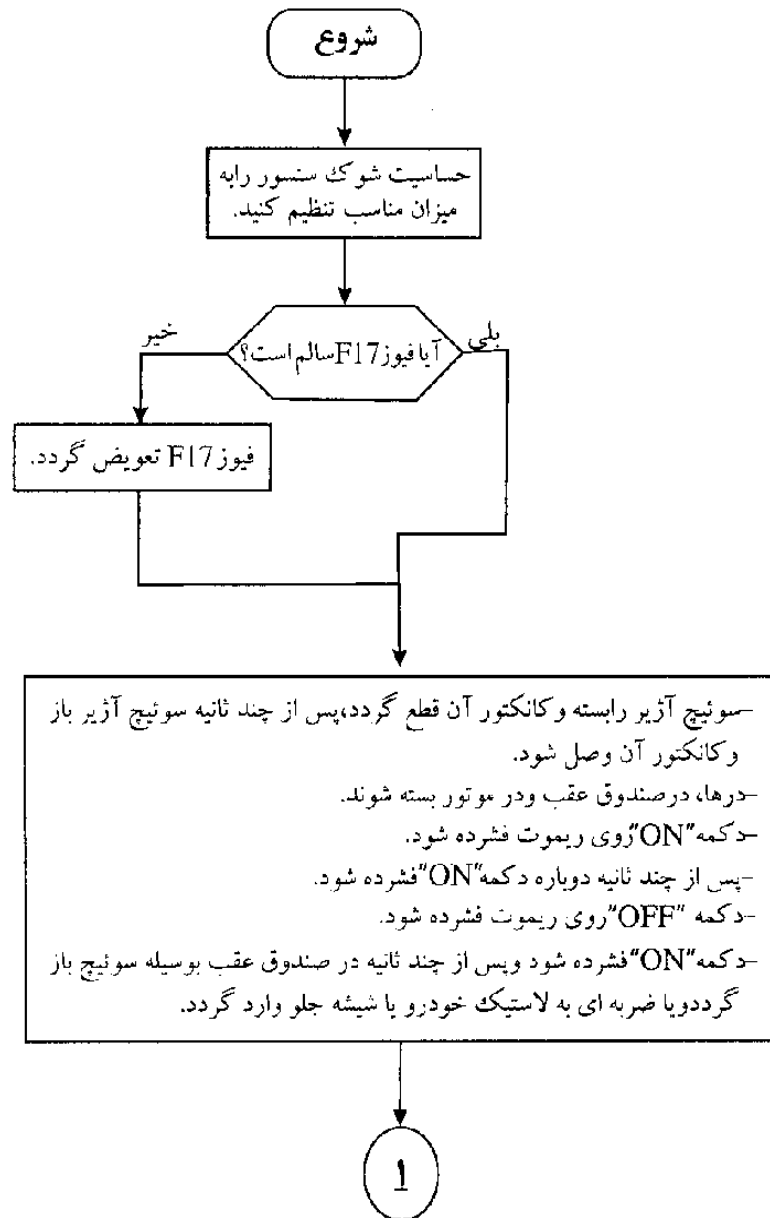 شروع
حساسیت شوک سنسور رابه
میزان مناسب تنظیم کنید.
آیا فیوز F17 سالم است؟
خیر
بلی
فیوز F17 تعویض گردد.
-سوئیچ آژیر رابسته وکانکتور آن قطع گردد،پس از چند ثانیه سوئیچ آژیر باز
وکانکتور آن وصل شود.
-درها، درصندوق عقب ودر موتور بسته شوند.
-دکمه "ON"روی ریموت فشرده شود.
-پس از چند ثانیه دوباره دکمه"ON"فشرده شود.
-دکمه "OFF"روی ریموت فشرده شود.
-دکمه"ON"فشرده شود وپس از چند ثانیه در صندوق عقب بوسیله سوئیچ باز
گرددویا ضربه ای به لاستیک خودرو یا شیشه جلو وارد گردد.
۱